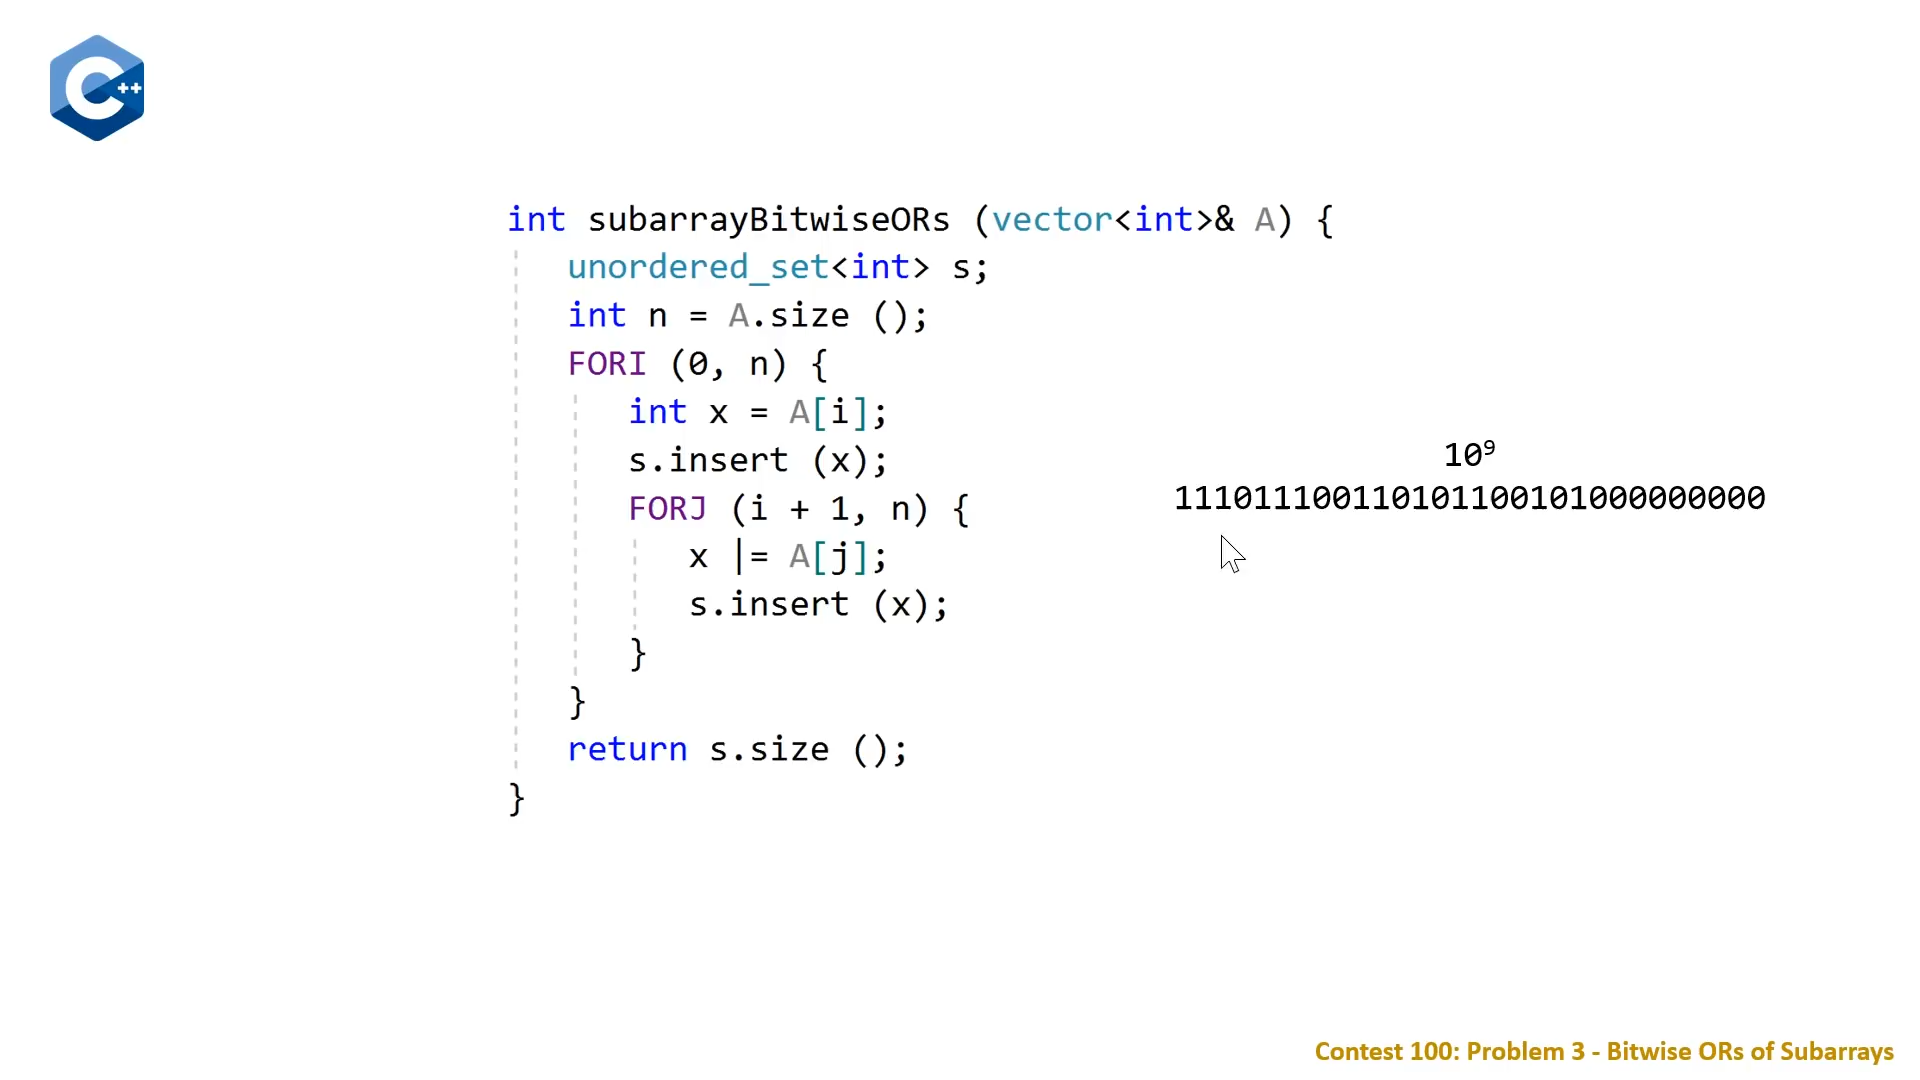 C++
int subarrayBitwiseORs (vector<int>& A) {
unordered_set<int> s;
int n = A.size ();
FORI (0, n) {
int x = A[i];
s.insert (x);
FORJ (i + 1, n) {
x |= A[j];
s.insert (x);
}
}
return s.size ();
}
10⁹
111011100110101100101000000000
Contest 100: Problem 3 - Bitwise ORs of Subarrays